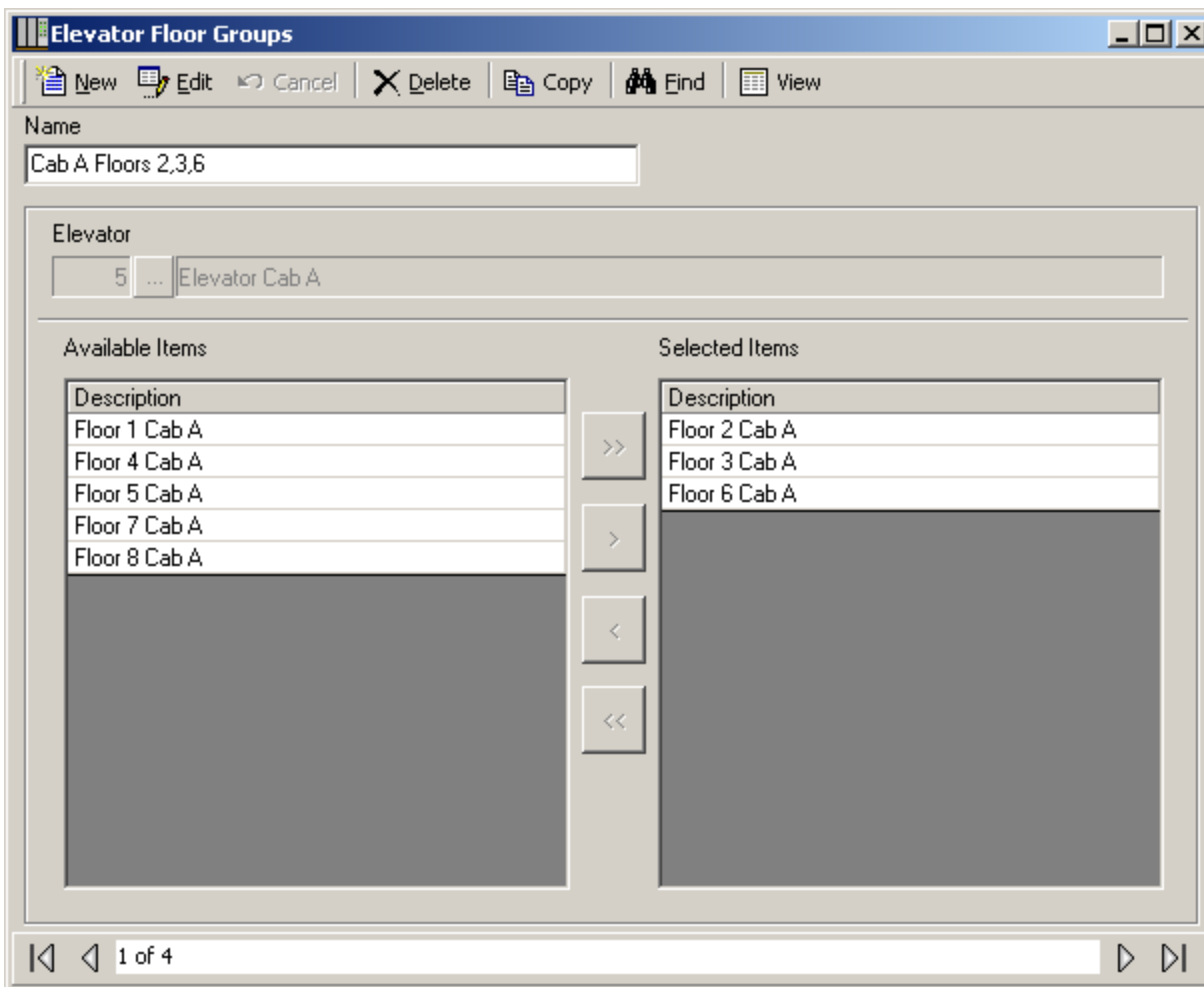 Elevator Floor Groups
New Edit Cancel Delete Copy Find View
Name
Cab A Floors 2,3,6
Elevator
5 ... Elevator Cab A
Available Items Selected Items
Description Description
Floor 1 Cab A Floor 2 Cab A
Floor 4 Cab A Floor 3 Cab A
Floor 5 Cab A Floor 6 Cab A
Floor 7 Cab A
Floor 8 Cab A
>>
>
<
<<
1 of 4